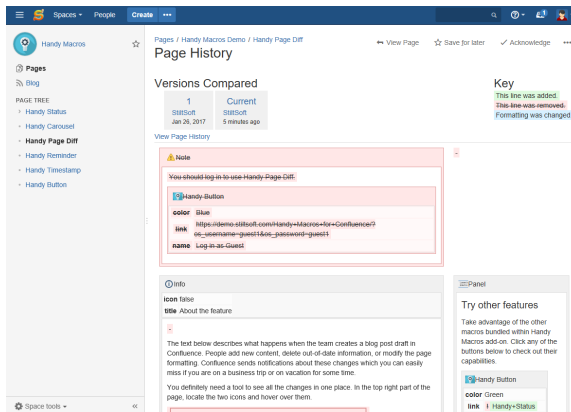 Spaces People Create ...
Handy Macros
Pages
Blog
PAGE TREE
Handy Status
Handy Carousel
Handy Page Diff
Handy Reminder
Handy Timestamp
Handy Button
Space tools
Pages / Handy Macros Demo / Handy Page Diff
View Page Save for later Acknowledge ...
Page History
Versions Compared
1 Current
StiltSoft StiltSoft
Jan 26, 2017 5 minutes ago
View Page History
Key
This line was added.
This line was removed.
Formatting was changed
Note
You should log in to use Handy Page Diff.
Handy Button
color Blue
link https://demo.stiltsoft.com/Handy+Macros+for+Confluence/?
os_username=guest1&os_password=guest1
name Log in as Guest
Info
icon false
title About the feature
The text below describes what happens when the team creates a blog post draft in
Confluence. People add new content, delete out-of-date information, or modify the page
formatting. Confluence sends notifications about these changes which you can easily
miss if you are on a business trip or on vacation for some time.
You definitely need a tool to see all the changes in one place. In the top right part of the
page, locate the two icons and hover over them.
Panel
Try other features
Take advantage of the other
macros bundled within Handy
Macros add-on. Click any of the
buttons below to check out their
capabilities.
Handy Button
color Green
link Handy+Status